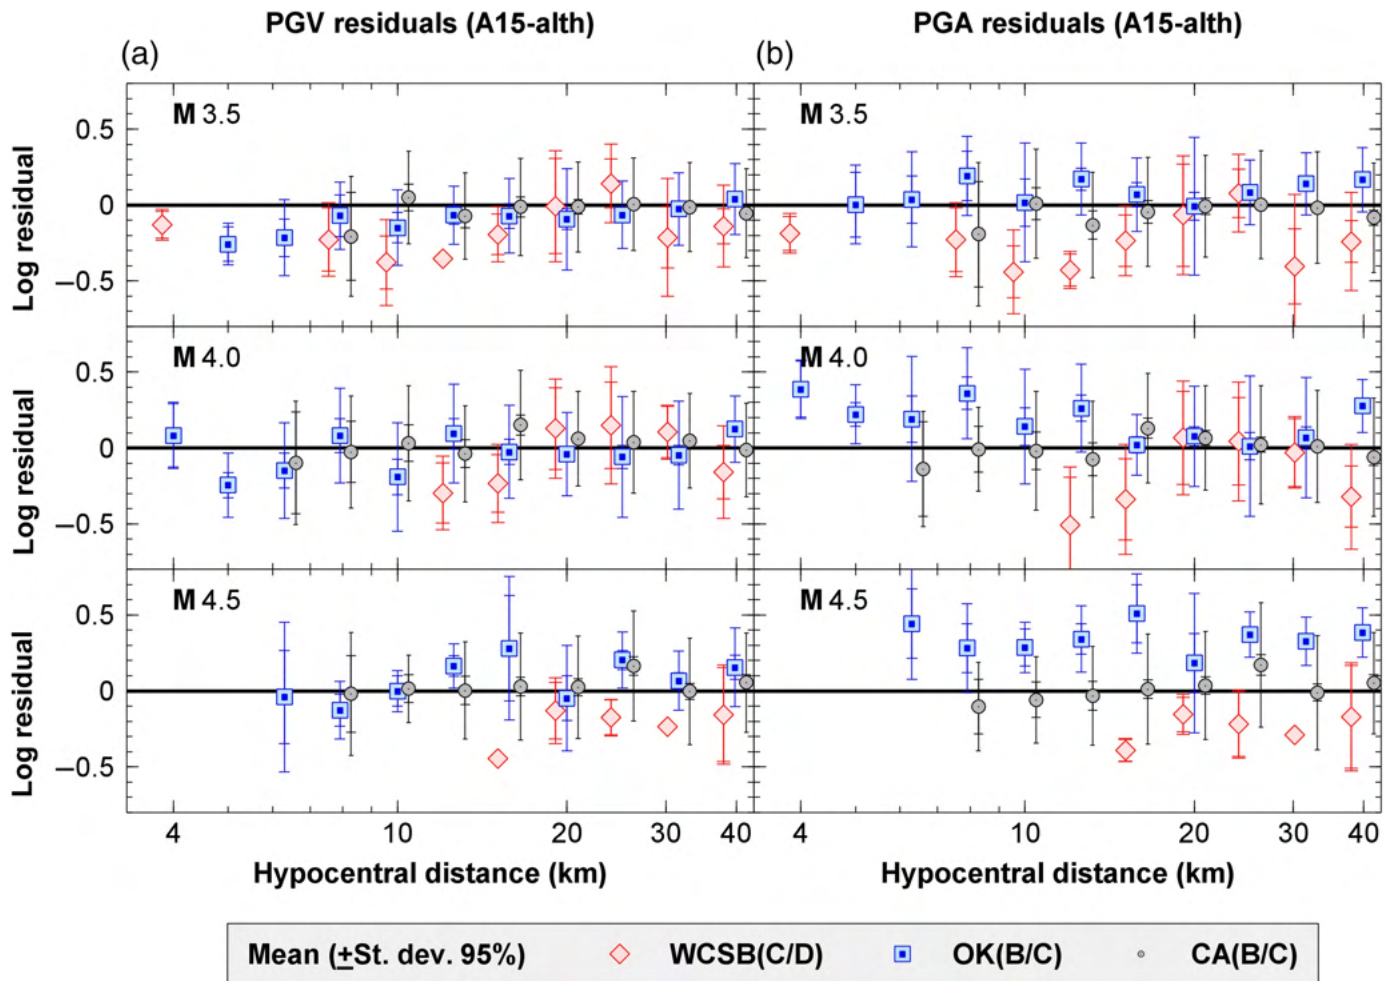 PGV residuals (A15-alth)
PGA residuals (A15-alth)
(a)
(b)
M 3.5
M 3.5
Log residual
0.5
0
−0.5
M 4.0
M 4.0
Log residual
0.5
0
−0.5
M 4.5
M 4.5
Log residual
0.5
0
−0.5
4 10 20 30 40
4 10 20 30 40
Hypocentral distance (km)
Hypocentral distance (km)
Mean (±St. dev. 95%) WCSB(C/D) OK(B/C) CA(B/C)